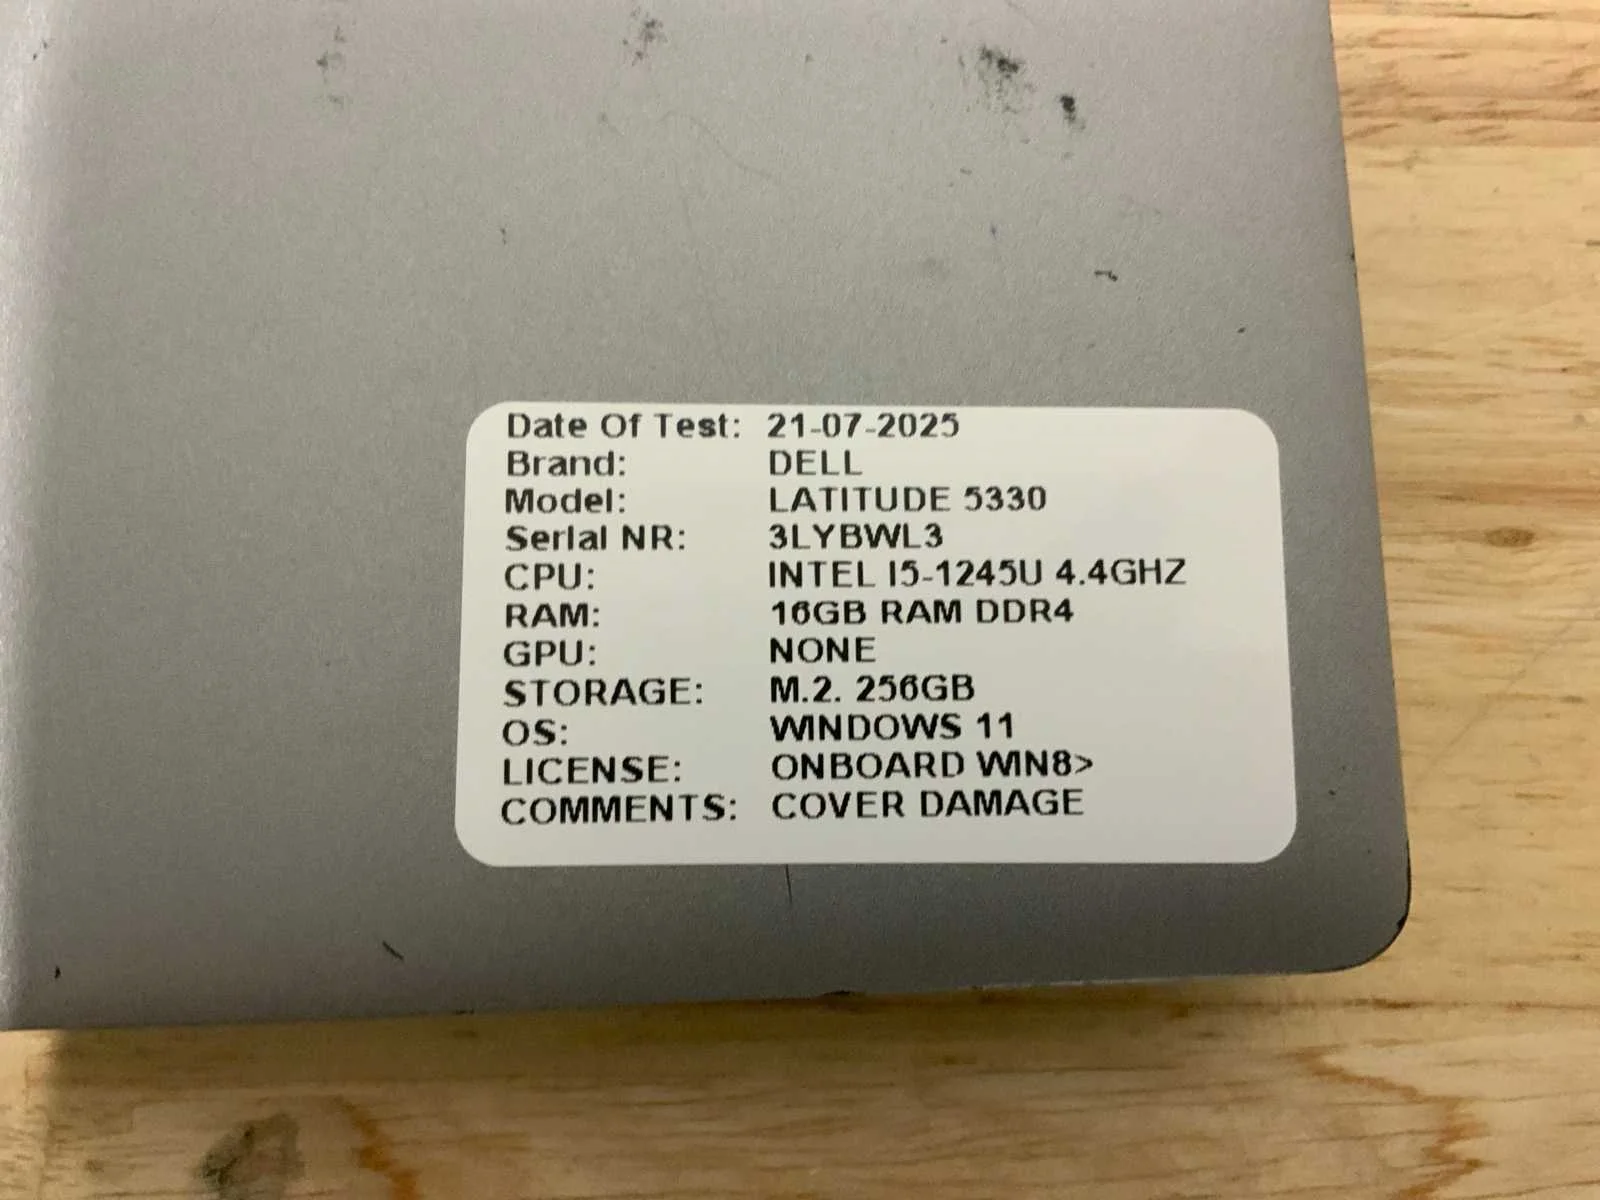 Date Of Test: 21-07-2025
Brand: DELL
Model: LATITUDE 5330
Serial NR: 3LYBWL3
CPU: INTEL I5-1245U 4.4GHZ
RAM: 16GB RAM DDR4
GPU: NONE
STORAGE: M.2. 256GB
OS: WINDOWS 11
LICENSE: ONBOARD WIN8>
COMMENTS: COVER DAMAGE